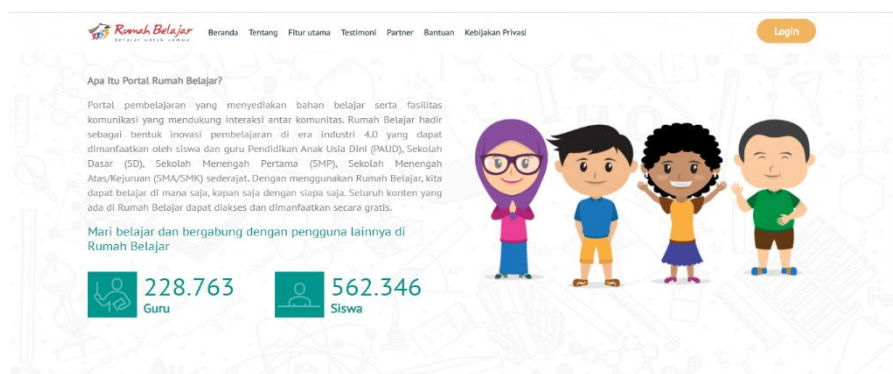 Rumah Belajar
belajar untuk semua
Beranda Tentang Fitur utama Testimoni Partner Bantuan Kebijakan Privasi
Login
Apa Itu Portal Rumah Belajar?
Portal pembelajaran yang menyediakan bahan belajar serta fasilitas
komunikasi yang mendukung interaksi antar komunitas. Rumah Belajar hadir
sebagai bentuk inovasi pembelajaran di era industri 4.0 yang dapat
dimanfaatkan oleh siswa dan guru Pendidikan Anak Usia Dini (PAUD), Sekolah
Dasar (SD), Sekolah Menengah Pertama (SMP), Sekolah Menengah
Atas/Kejuruan (SMA/SMK) sederajat. Dengan menggunakan Rumah Belajar, kita
dapat belajar di mana saja, kapan saja dengan siapa saja. Seluruh konten yang
ada di Rumah Belajar dapat diakses dan dimanfaatkan secara gratis.
Mari belajar dan bergabung dengan pengguna lainnya di
Rumah Belajar
228.763
Guru
562.346
Siswa